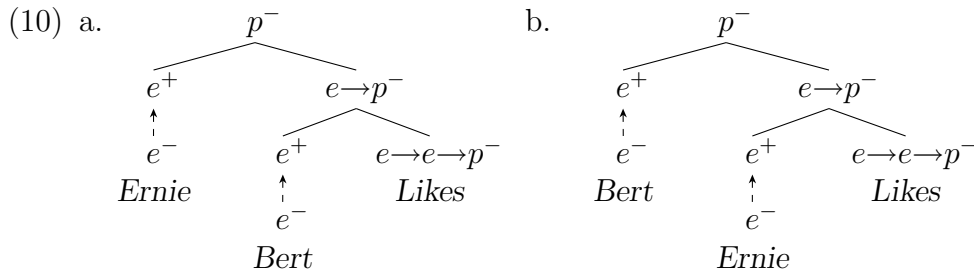 (10) a. p⁻ b. p⁻
e⁺ e→p⁻ e⁺ e→p⁻
e⁻ e⁺ e→e→p⁻ e⁻ e⁺ e→e→p⁻
Ernie Likes Bert Likes
e⁻ e⁻
Bert Ernie